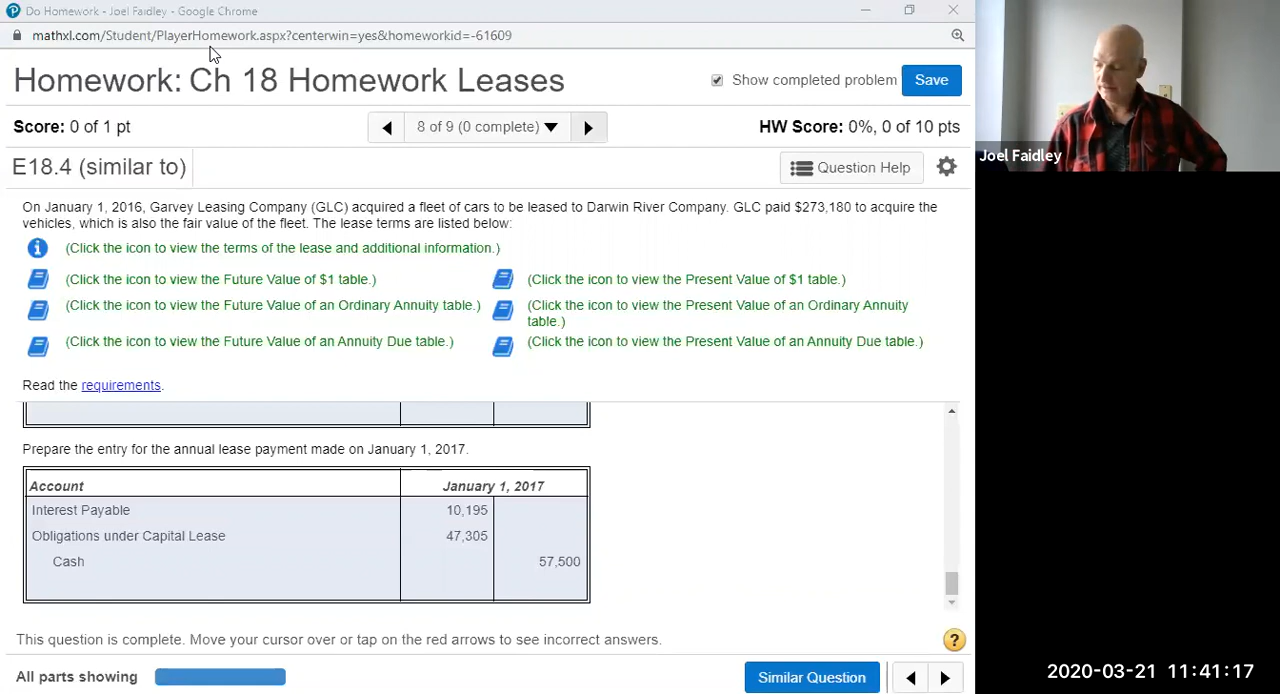 Do Homework - Joel Faidley - Google Chrome
mathxl.com/Student/PlayerHomework.aspx?centerwin=yes&homeworkid=-61609
Homework: Ch 18 Homework Leases
Show completed problem
Save
Score: 0 of 1 pt
8 of 9 (0 complete)
HW Score: 0%, 0 of 10 pts
E18.4 (similar to)
Question Help
On January 1, 2016, Garvey Leasing Company (GLC) acquired a fleet of cars to be leased to Darwin River Company. GLC paid $273,180 to acquire the
vehicles, which is also the fair value of the fleet. The lease terms are listed below:
(Click the icon to view the terms of the lease and additional information.)
(Click the icon to view the Future Value of $1 table.)
(Click the icon to view the Present Value of $1 table.)
(Click the icon to view the Future Value of an Ordinary Annuity table.)
(Click the icon to view the Present Value of an Ordinary Annuity
table.)
(Click the icon to view the Future Value of an Annuity Due table.)
(Click the icon to view the Present Value of an Annuity Due table.)
Read the requirements.
Prepare the entry for the annual lease payment made on January 1, 2017.
Account January 1, 2017
Interest Payable 10,195
Obligations under Capital Lease 47,305
Cash 57,500
This question is complete. Move your cursor over or tap on the red arrows to see incorrect answers.
?
All parts showing
Similar Question
Joel Faidley
2020-03-21 11:41:17